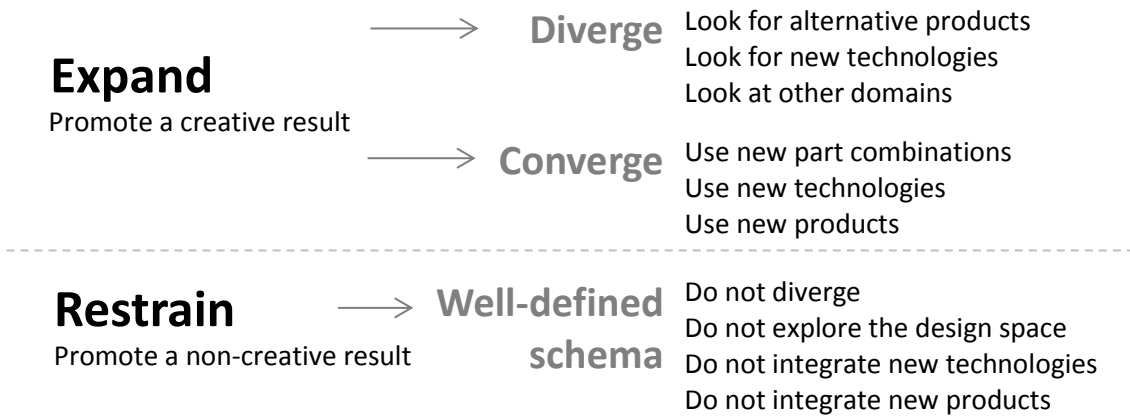 Expand
Promote a creative result
Diverge
Look for alternative products
Look for new technologies
Look at other domains
Converge
Use new part combinations
Use new technologies
Use new products
Restrain
Promote a non-creative result
Well-defined
schema
Do not diverge
Do not explore the design space
Do not integrate new technologies
Do not integrate new products